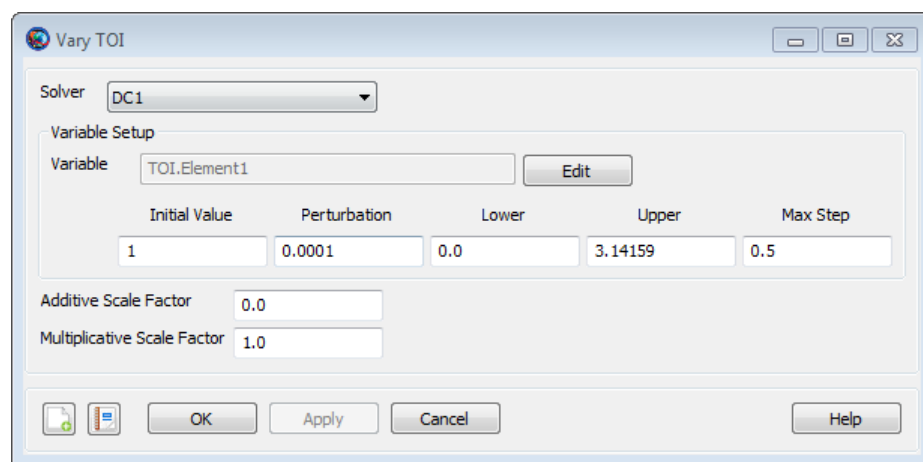 Vary TOI
Solver DC1
Variable Setup
Variable TOI.Element1 Edit
Initial Value Perturbation Lower Upper Max Step
1 0.0001 0.0 3.14159 0.5
Additive Scale Factor 0.0
Multiplicative Scale Factor 1.0
OK Apply Cancel Help